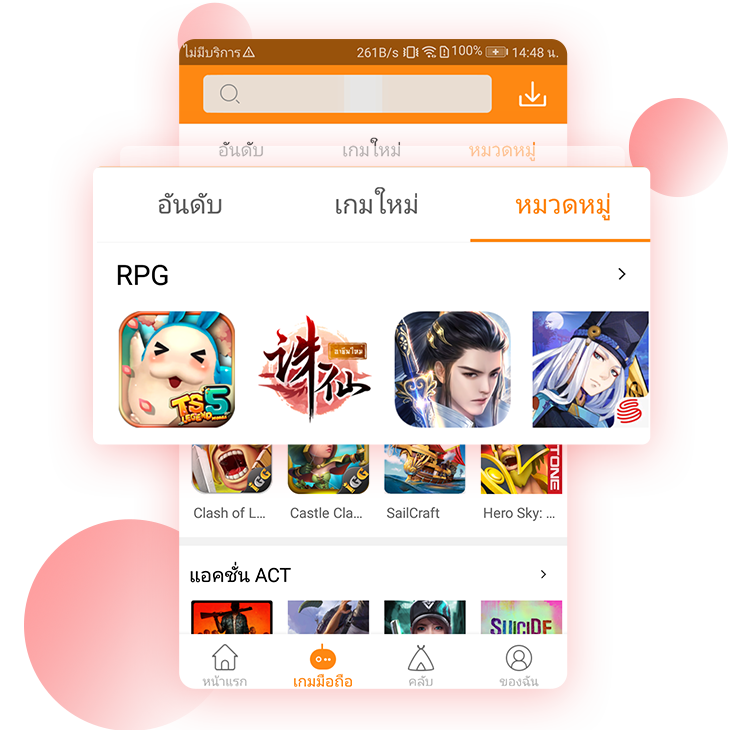 ไม่มีบริการ 261B/s 100% 14:48 น.
อันดับ เกมใหม่ หมวดหมู่
อันดับ เกมใหม่ หมวดหมู่
RPG
TS5
LEGEND
诛仙
IGG IGG STONE
Clash of L... Castle Cla... SailCraft Hero Sky: ...
แอคชั่น ACT
SUICIDE
หน้าแรก เกมมือถือ คลับ ของฉัน